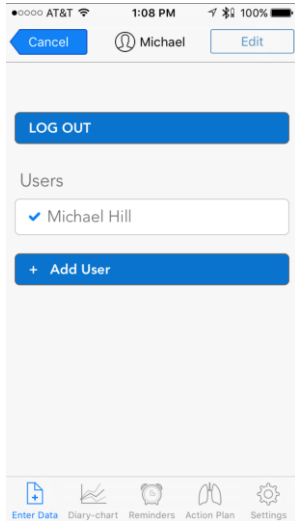 ●○○○○ AT&T 1:08 PM 100%
Cancel Michael Edit
LOG OUT
Users
✓ Michael Hill
+ Add User
Enter Data Diary-chart Reminders Action Plan Settings